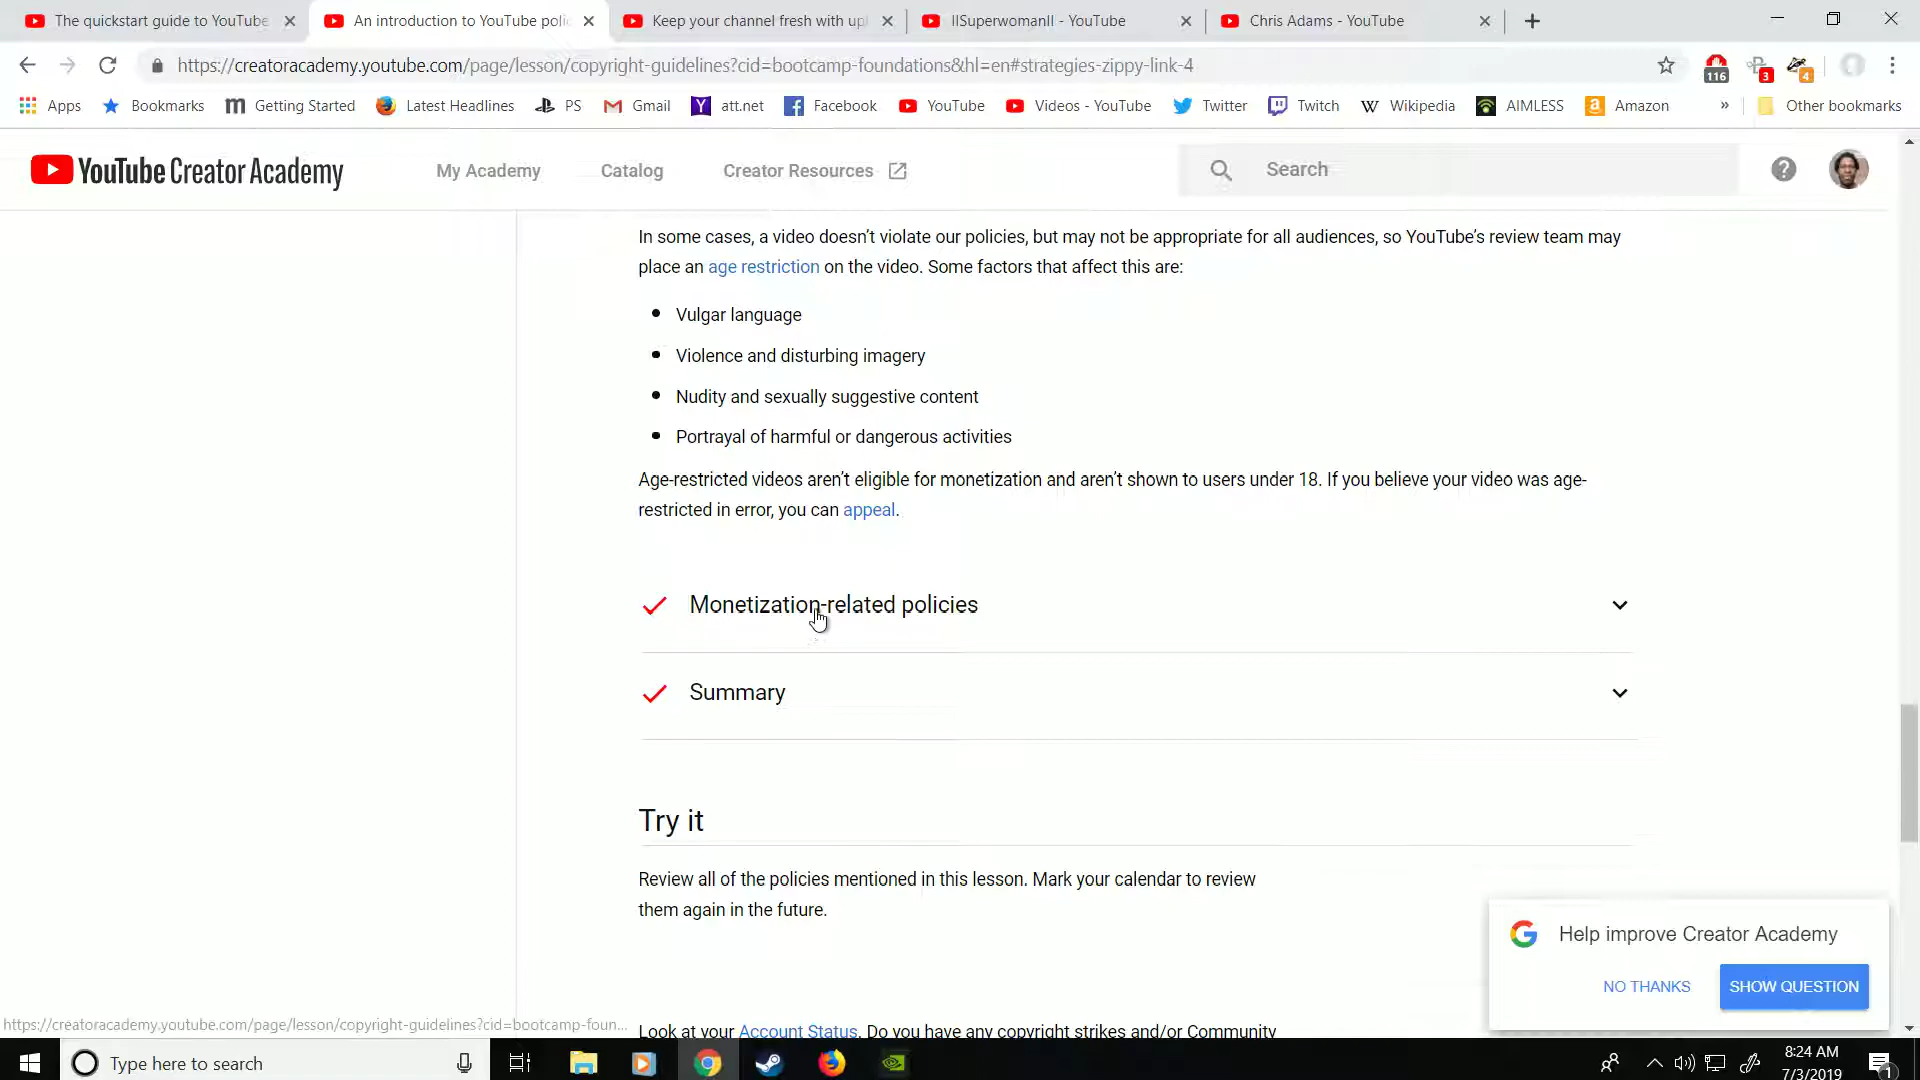 The quickstart guide to YouTube
An introduction to YouTube poli
Keep your channel fresh with upl
IISuperwomanII - YouTube
Chris Adams - YouTube
https://creatoracademy.youtube.com/page/lesson/copyright-guidelines?cid=bootcamp-foundations&hl=en#strategies-zippy-link-4
116
3
4
Apps
Bookmarks
Getting Started
Latest Headlines
PS
Gmail
att.net
Facebook
YouTube
Videos - YouTube
Twitter
Twitch
Wikipedia
AIMLESS
Amazon
»
Other bookmarks
YouTube Creator Academy
My Academy
Catalog
Creator Resources
Search
In some cases, a video doesn't violate our policies, but may not be appropriate for all audiences, so YouTube's review team may
place an age restriction on the video. Some factors that affect this are:
• Vulgar language
• Violence and disturbing imagery
• Nudity and sexually suggestive content
• Portrayal of harmful or dangerous activities
Age-restricted videos aren't eligible for monetization and aren't shown to users under 18. If you believe your video was age-
restricted in error, you can appeal.
Monetization-related policies
Summary
Try it
Review all of the policies mentioned in this lesson. Mark your calendar to review
them again in the future.
Help improve Creator Academy
NO THANKS
SHOW QUESTION
https://creatoracademy.youtube.com/page/lesson/copyright-guidelines?cid=bootcamp-foun...
Look at your Account Status. Do you have any copyright strikes and/or Community
Type here to search
8:24 AM
7/3/2019
1